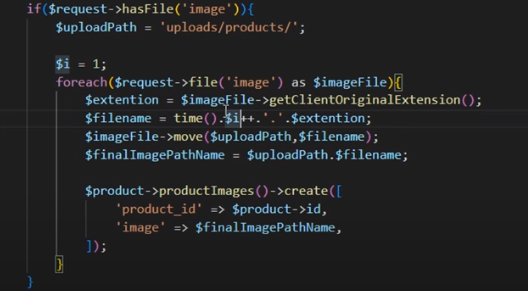 if($request->hasFile('image')){
$uploadPath = 'uploads/products/';
$i = 1;
foreach($request->file('image') as $imageFile){
$extention = $imageFile->getClientOriginalExtension();
$filename = time().$i++.'.'.$extention;
$imageFile->move($uploadPath,$filename);
$finalImagePathName = $uploadPath.$filename;
$product->productImages()->create([
'product_id' => $product->id,
'image' => $finalImagePathName,
]);
}
}